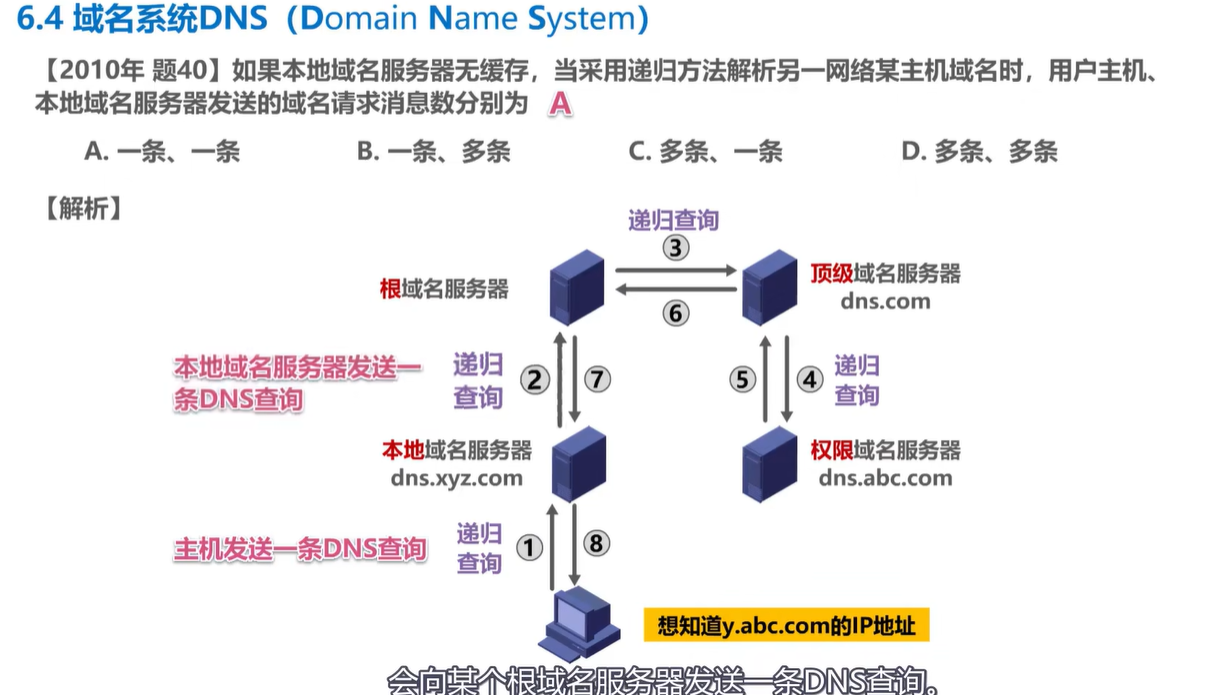 6.4 域名系统DNS（Domain Name System）
【2010年 题40】如果本地域名服务器无缓存，当采用递归方法解析另一网络某主机域名时，用户主机、
本地域名服务器发送的域名请求消息数分别为 A
A. 一条、一条 B. 一条、多条 C. 多条、一条 D. 多条、多条
【解析】
递归查询
③
根域名服务器
顶级域名服务器
dns.com
⑥
本地域名服务器发送一
条DNS查询
递归
查询
②
⑦
⑤
④
递归
查询
本地域名服务器
dns.xyz.com
权限域名服务器
dns.abc.com
主机发送一条DNS查询
递归
查询
①
⑧
想知道y.abc.com的IP地址
会向某个根域名服务器发送一条DNS查询。